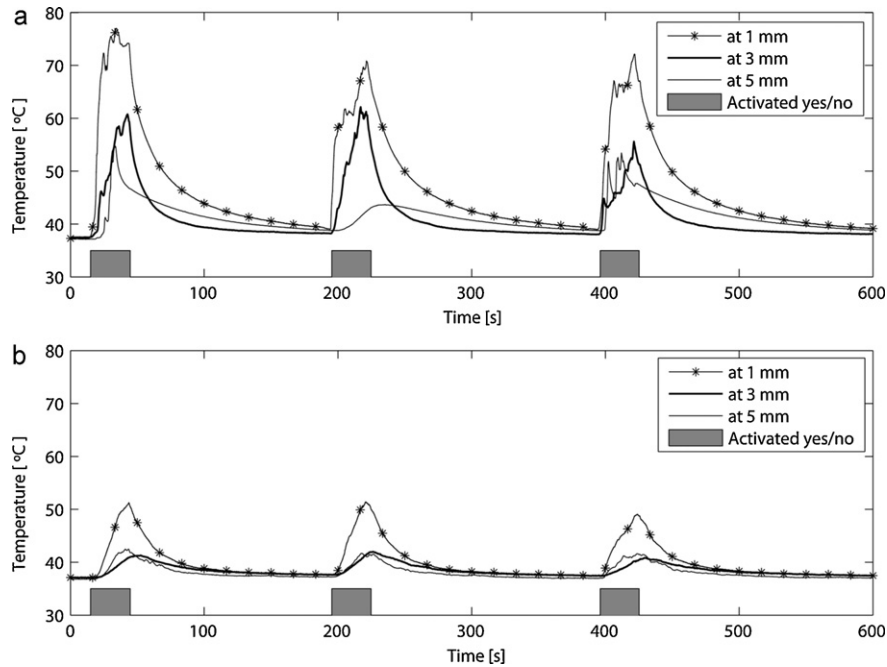 a
80
70
60
50
40
30
Temperature [ ºC]
at 1 mm
at 3 mm
at 5 mm
Activated yes/no
0 100 200 300 400 500 600
Time [s]
b
80
70
60
50
40
30
Temperature [ ºC]
at 1 mm
at 3 mm
at 5 mm
Activated yes/no
0 100 200 300 400 500 600
Time [s]